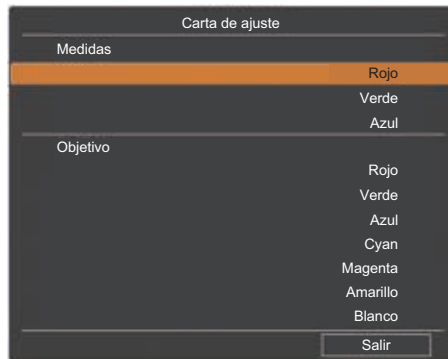 Carta de ajuste
Medidas
Rojo
Verde
Azul
Objetivo
Rojo
Verde
Azul
Cyan
Magenta
Amarillo
Blanco
Salir